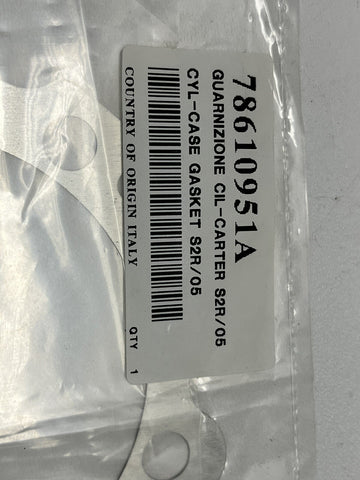 78610951A
GUARNIZIONE CIL-CARTER S2R/05
CYL-CASE GASKET S2R/05
COUNTRY OF ORIGIN ITALY
QTY 1